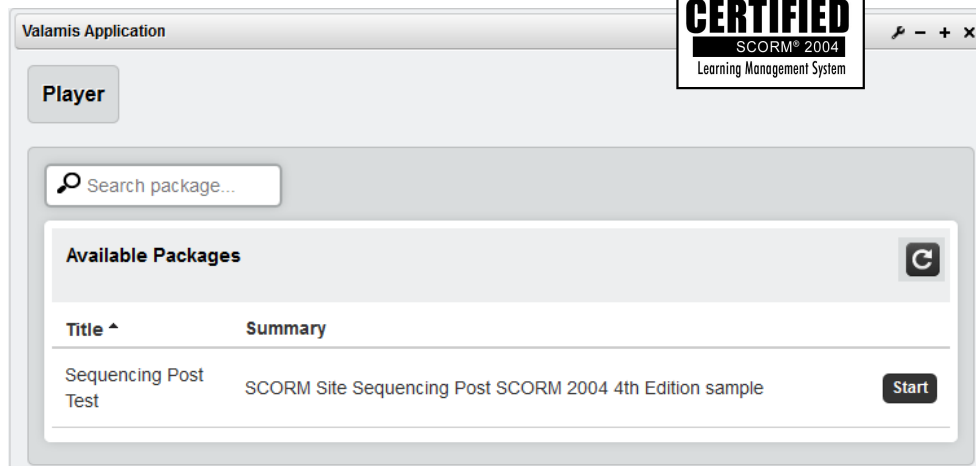 Valamis Application
CERTIFIED
SCORM® 2004
Learning Management System
Player
Search package...
Available Packages
Title Summary
Sequencing Post
Test
SCORM Site Sequencing Post SCORM 2004 4th Edition sample
Start